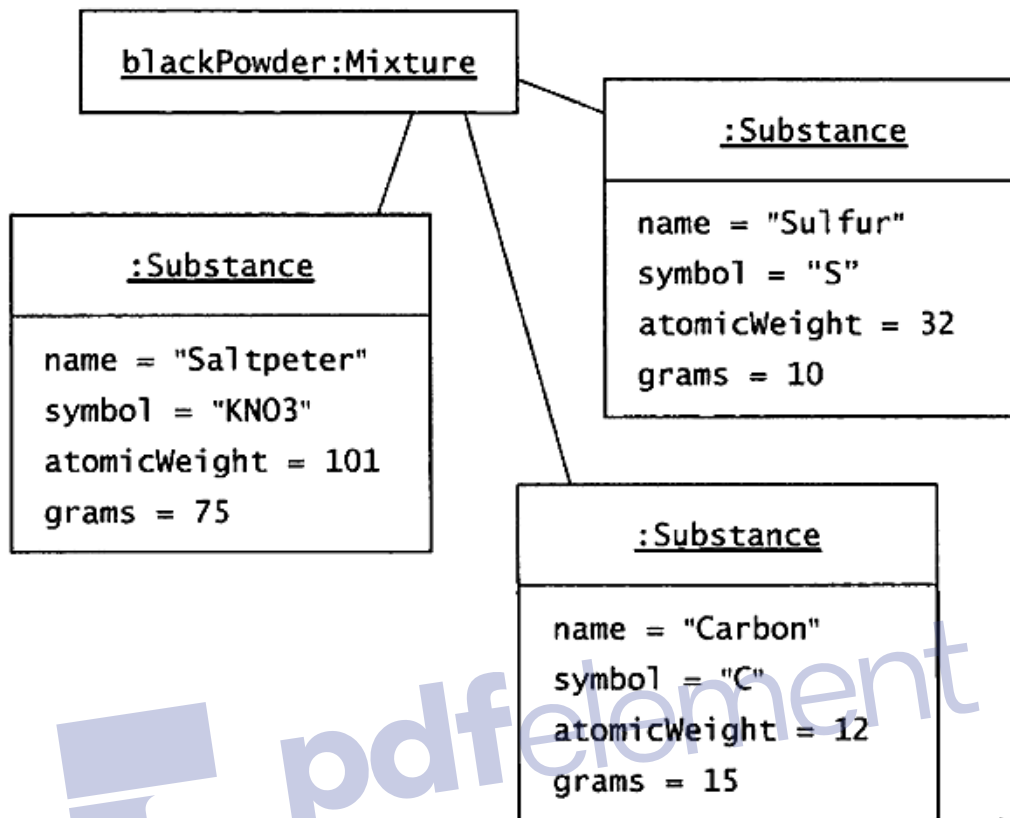 blackPowder:Mixture
:Substance
name = "Sulfur"
symbol = "S"
atomicWeight = 32
grams = 10
:Substance
name = "Saltpeter"
symbol = "KNO3"
atomicWeight = 101
grams = 75
:Substance
name = "Carbon"
symbol = "C"
atomicWeight = 12
grams = 15
pdfelement